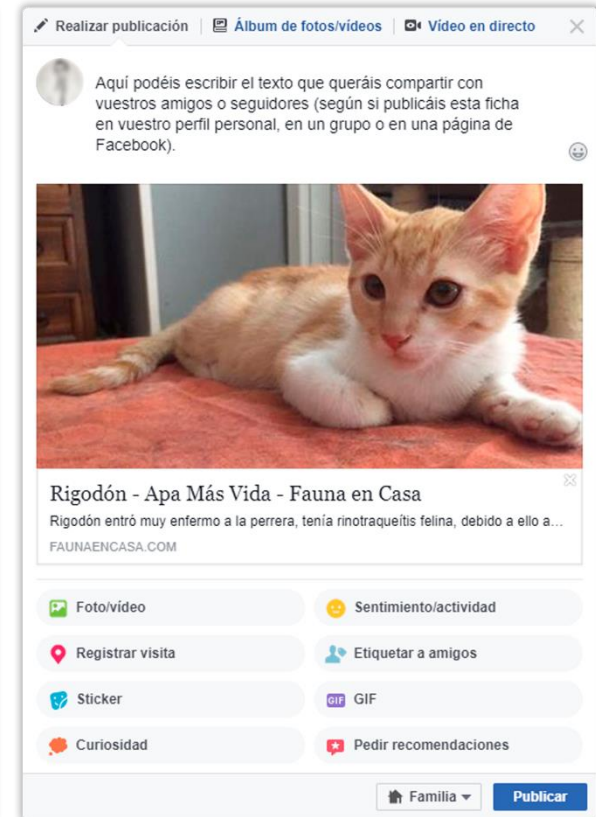 Realizar publicación
Álbum de fotos/vídeos
Vídeo en directo
Aquí podéis escribir el texto que queráis compartir con
vuestros amigos o seguidores (según si publicáis esta ficha
en vuestro perfil personal, en un grupo o en una página de
Facebook).
Rigodón - Apa Más Vida - Fauna en Casa
Rigodón entró muy enfermo a la perrera, tenía rinotraqueítis felina, debido a ello a...
FAUNAENCASA.COM
Foto/vídeo
Sentimiento/actividad
Registrar visita
Etiquetar a amigos
Sticker
GIF GIF
Curiosidad
Pedir recomendaciones
Familia
Publicar